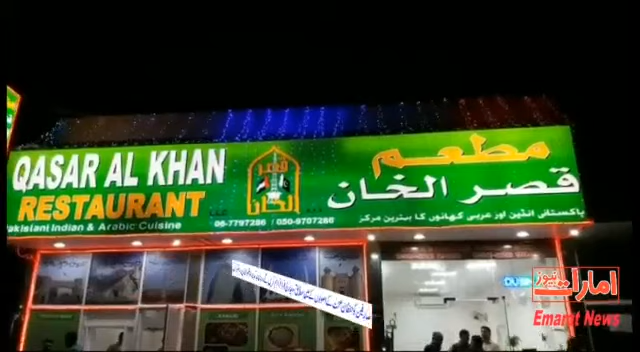 QASAR AL KHAN
RESTAURANT
Pakistani Indian & Arabic Cuisine
قصر
الخان
06-7797286 / 050-9707280
مطعم
قصر الخان
پاکستانی انڈین اور عربی کھانوں کا بہترین مرکز
امارات نیوز
Emarat News